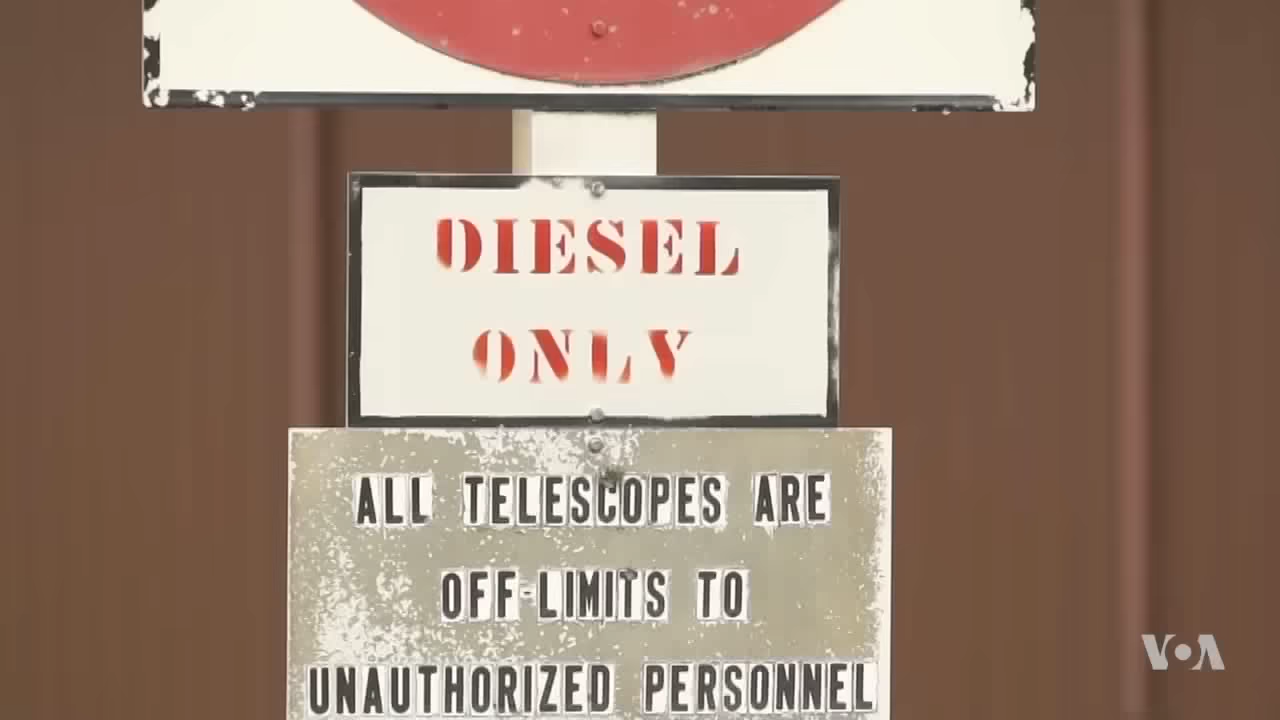 DIESEL
ONLY
ALL TELESCOPES ARE
OFF-LIMITS TO
UNAUTHORIZED PERSONNEL
VOA